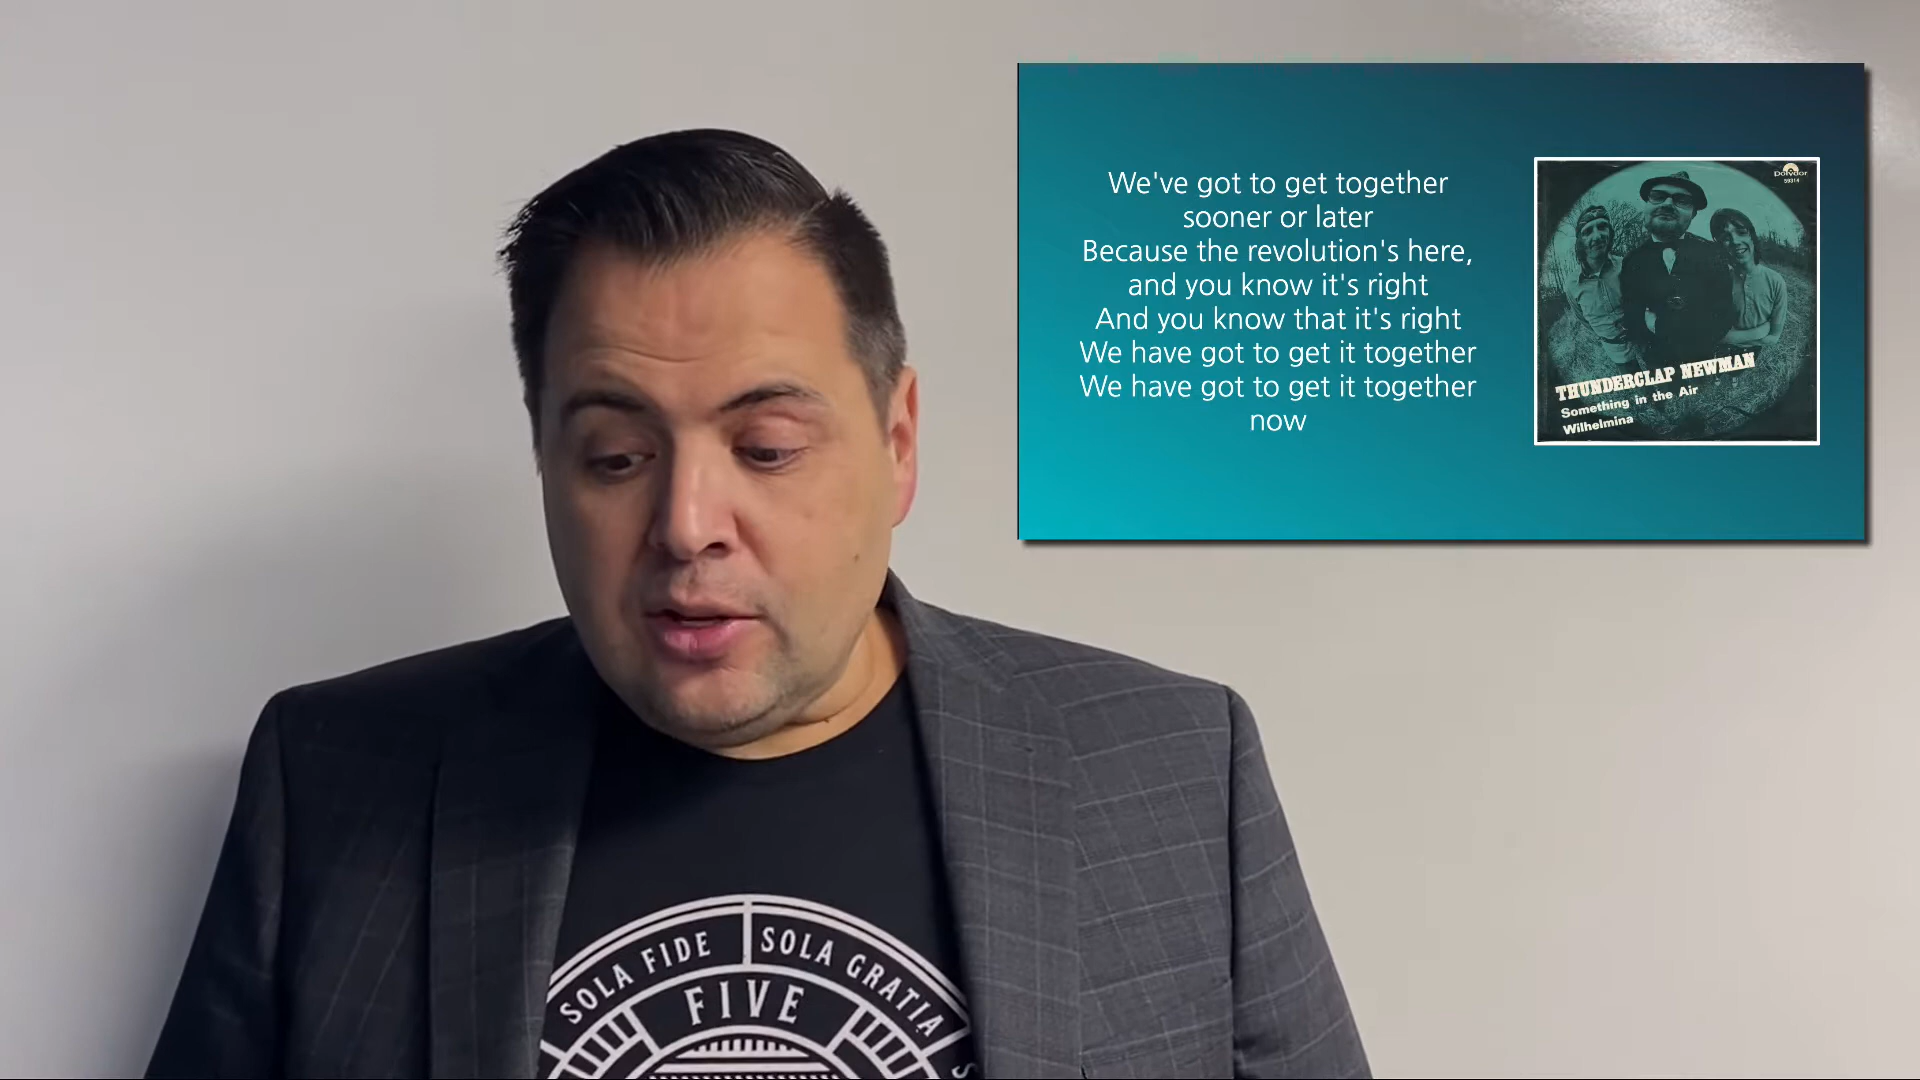 We've got to get together
sooner or later
Because the revolution's here,
and you know it's right
And you know that it's right
We have got to get it together
We have got to get it together
now
polydor
59314
THUNDERCLAP NEWMAN
Something in the Air
Wilhelmina
SOLA FIDE
SOLA GRATIA
FIVE